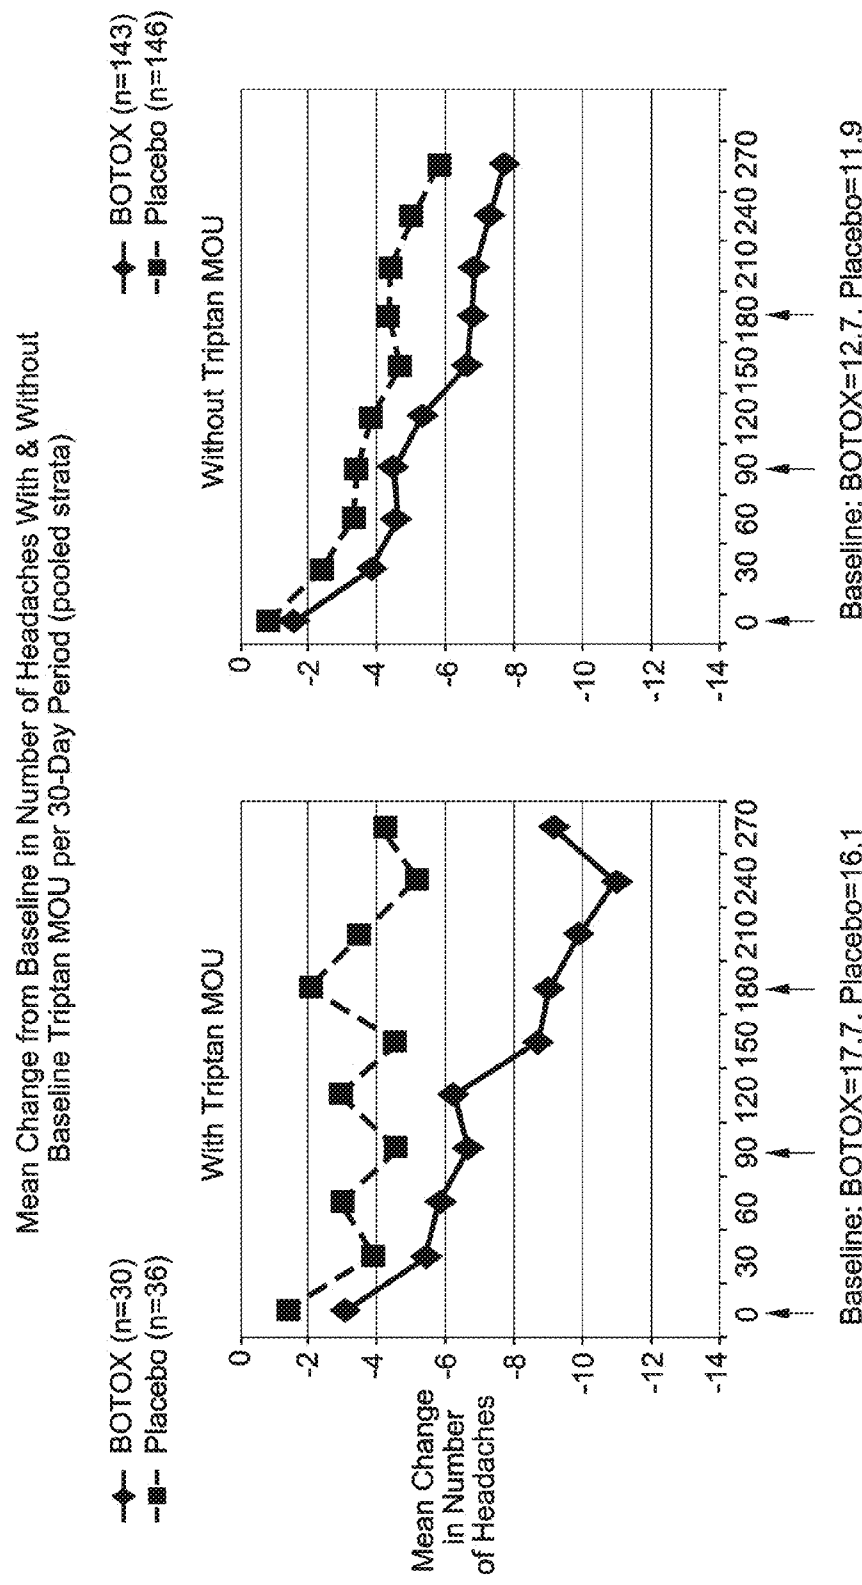 Mean Change from Baseline in Number of Headaches With & Without
Baseline Triptan MOU per 30-Day Period (pooled strata)
BOTOX (n=30)
Placebo (n=36)
BOTOX (n=143)
Placebo (n=146)
With Triptan MOU
Mean Change
in Number
of Headaches
0
-2
-4
-6
-8
-10
-12
-14
0 30 60 90 120 150 180 210 240 270
Baseline: BOTOX=17.7, Placebo=16.1
Without Triptan MOU
0
-2
-4
-6
-8
-10
-12
-14
0 30 60 90 120 150 180 210 240 270
Baseline: BOTOX=12.7, Placebo=11.9